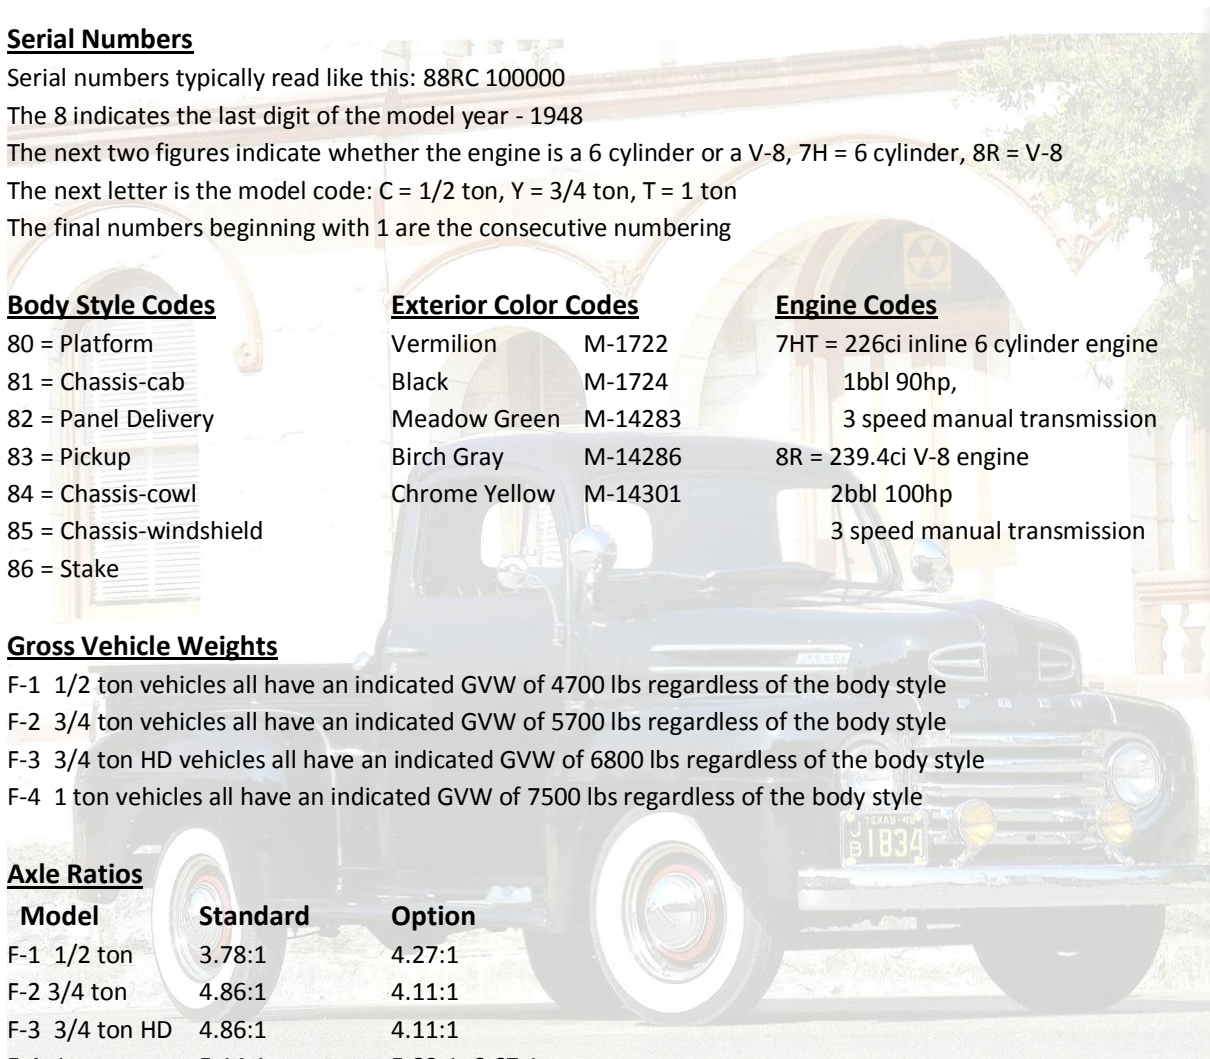 Serial Numbers
Serial numbers typically read like this: 88RC 100000
The 8 indicates the last digit of the model year - 1948
The next two figures indicate whether the engine is a 6 cylinder or a V-8, 7H = 6 cylinder, 8R = V-8
The next letter is the model code: C = 1/2 ton, Y = 3/4 ton, T = 1 ton
The final numbers beginning with 1 are the consecutive numbering
Body Style Codes
80 = Platform
81 = Chassis-cab
82 = Panel Delivery
83 = Pickup
84 = Chassis-cowl
85 = Chassis-windshield
86 = Stake
Exterior Color Codes
Vermilion M-1722
Black M-1724
Meadow Green M-14283
Birch Gray M-14286
Chrome Yellow M-14301
Engine Codes
7HT = 226ci inline 6 cylinder engine
1bbl 90hp,
3 speed manual transmission
8R = 239.4ci V-8 engine
2bbl 100hp
3 speed manual transmission
Gross Vehicle Weights
F-1 1/2 ton vehicles all have an indicated GVW of 4700 lbs regardless of the body style
F-2 3/4 ton vehicles all have an indicated GVW of 5700 lbs regardless of the body style
F-3 3/4 ton HD vehicles all have an indicated GVW of 6800 lbs regardless of the body style
F-4 1 ton vehicles all have an indicated GVW of 7500 lbs regardless of the body style
FORD
FORD
TEXAS-48
JB 1834
Axle Ratios
Model Standard Option
F-1 1/2 ton 3.78:1 4.27:1
F-2 3/4 ton 4.86:1 4.11:1
F-3 3/4 ton HD 4.86:1 4.11:1